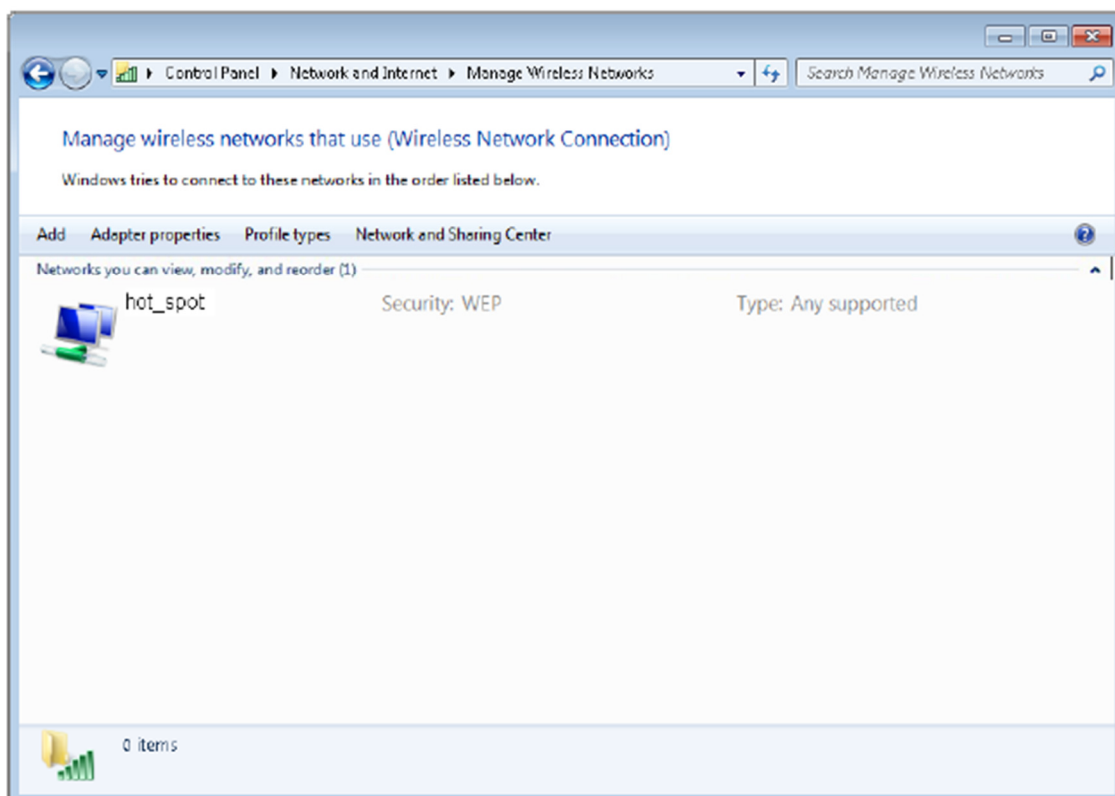 Control Panel Network and Internet Manage Wireless Networks Search Manage Wireless Networks
Manage wireless networks that use (Wireless Network Connection)
Windows tries to connect to these networks in the order listed below.
Add Adapter properties Profile types Network and Sharing Center
Networks you can view, modify, and reorder (1)
hot_spot Security: WEP Type: Any supported
0 items